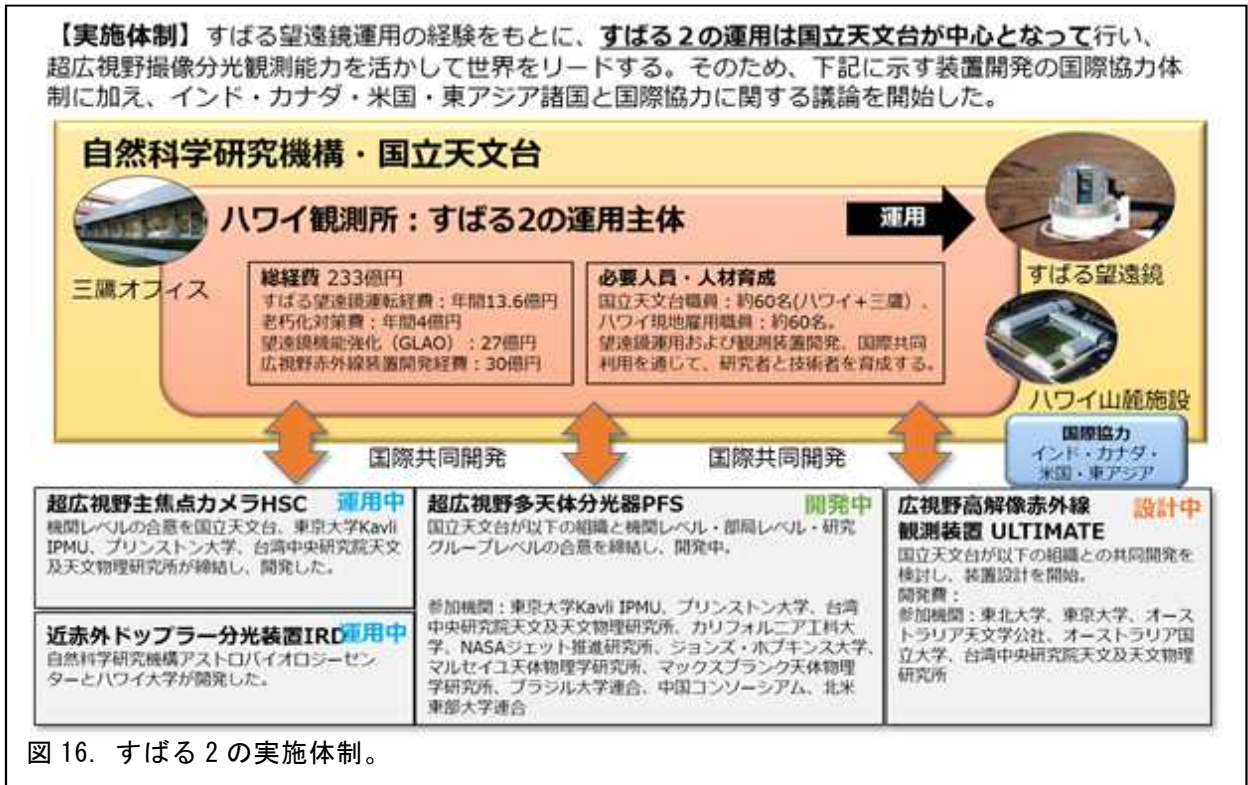 【実施体制】すばる望遠鏡運用の経験をもとに、すばる２の運用は国立天文台が中心となって行い、
超広視野撮像分光観測能力を活かして世界をリードする。そのため、下記に示す装置開発の国際協力体
制に加え、インド・カナダ・米国・東アジア諸国と国際協力に関する議論を開始した。
自然科学研究機構・国立天文台
ハワイ観測所：すばる2の運用主体
運用
三鷹オフィス
総経費 233億円
すばる望遠鏡運転経費：年間13.6億円
老朽化対策費：年間4億円
望遠鏡機能強化（GLAO）：27億円
広視野赤外線装置開発経費：30億円
必要人員・人材育成
国立天文台職員：約60名(ハワイ＋三鷹）、
ハワイ現地雇用職員：約60名。
望遠鏡運用および観測装置開発、国際共同
利用を通じて、研究者と技術者を育成する。
すばる望遠鏡
ハワイ山麓施設
国際共同開発
国際共同開発
国際協力
インド・カナダ・
米国・東アジア
超広視野主焦点カメラHSC 運用中
機関レベルの合意を国立天文台、東京大学Kavli
IPMU、プリンストン大学、台湾中央研究院天文
及天文物理研究所が締結し、開発した。
近赤外ドップラー分光装置IRD 運用中
自然科学研究機構アストロバイオロジーセン
ターとハワイ大学が開発した。
超広視野多天体分光器PFS 開発中
国立天文台が以下の組織と機関レベル・部局レベル・研究
グループレベルの合意を締結し、開発中。
参加機関：東京大学Kavli IPMU、プリンストン大学、台湾
中央研究院天文及天文物理研究所、カリフォルニア工科大
学、NASAジェット推進研究所、ジョンズ・ホプキンス大学、
マルセイユ天体物理学研究所、マックスプランク天体物理
学研究所、ブラジル大学連合、中国コンソーシアム、北米
東部大学連合
広視野高解像赤外線 設計中
観測装置 ULTIMATE
国立天文台が以下の組織との共同開発を
検討し、装置設計を開始。
開発費：
参加機関：東北大学、東京大学、オース
トラリア天文学公社、オーストラリア国
立大学、台湾中央研究院天文及天文物理
研究所
図 16. すばる 2 の実施体制。